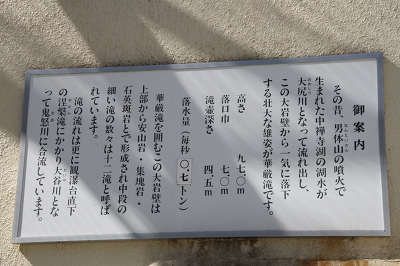 御案内
その昔、男体山の噴火で
生まれた中禅寺湖の湖水が
大尻川となって流れ出し、
この大岩壁から一気に落下
する壮大な雄姿が華厳滝です。
高さ 九七.〇m
落口巾 七.〇m
滝壷深さ 四.五m
落水量(毎秒 〇.七トン)
華厳滝を囲むこの大岩壁は
上部から安山岩・集塊岩・
石英斑岩とで形成され中段の
細い滝の数々は十二滝と呼ば
れています。
滝の流れは更に観瀑台直下
の涅槃滝にかかり大谷川とな
って鬼怒川に合流しています。